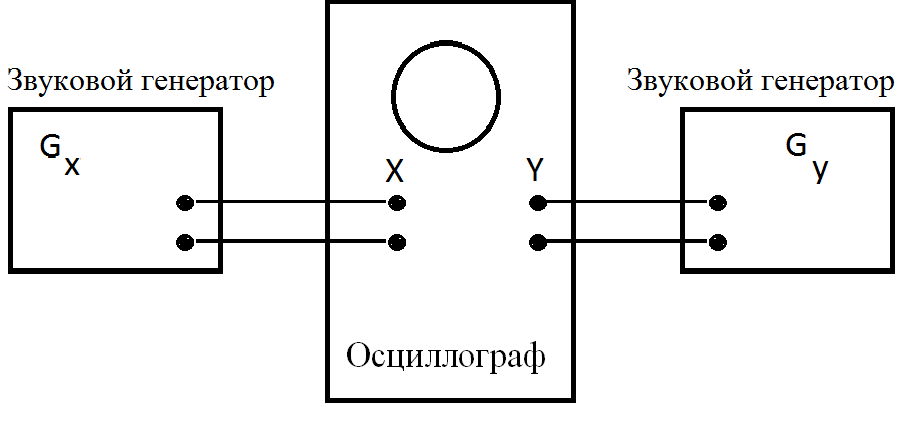 Звуковой генератор
Звуковой генератор
G x
G y
X
Y
Осциллограф